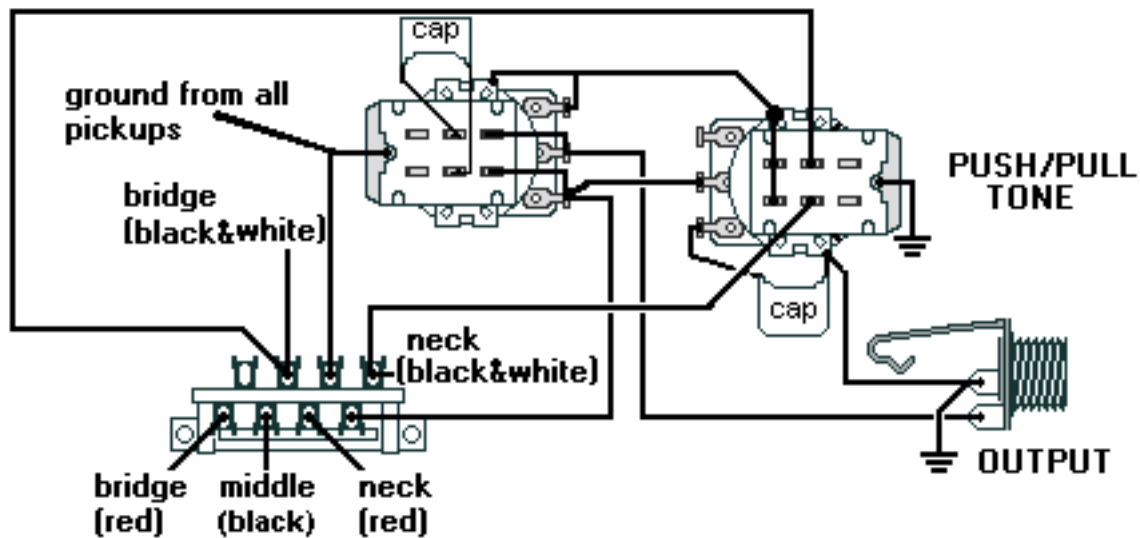 cap
ground from all
pickups
bridge
(black&white)
PUSH/PULL
TONE
cap
neck
(black&white)
OUTPUT
bridge
(red)
middle
(black)
neck
(red)